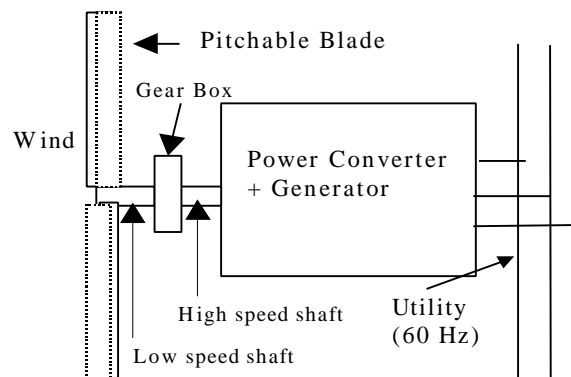 Pitchable Blade
Gear Box
Wind
Power Converter
+ Generator
High speed shaft
Low speed shaft
Utility
(60 Hz)